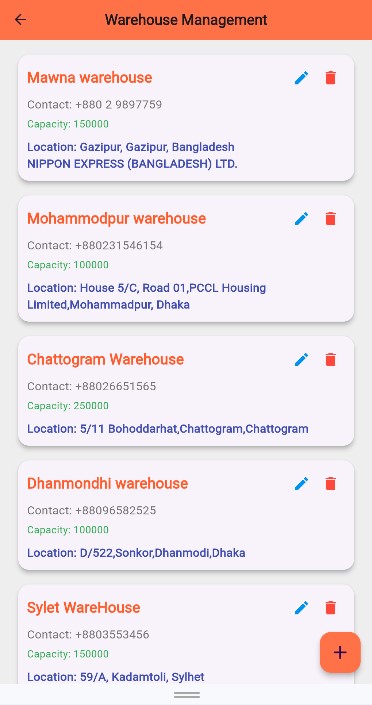 Warehouse Management
Mawna warehouse
Contact: +880 2 9897759
Capacity: 150000
Location: Gazipur, Gazipur, Bangladesh
NIPPON EXPRESS (BANGLADESH) LTD.
Mohammodpur warehouse
Contact: +880231546154
Capacity: 100000
Location: House 5/C, Road 01,PCCL Housing
Limited,Mohammadpur, Dhaka
Chattogram Warehouse
Contact: +88026651565
Capacity: 250000
Location: 5/11 Bohoddarhat,Chattogram,Chattogram
Dhanmondhi warehouse
Contact: +88096582525
Capacity: 100000
Location: D/522,Sonkor,Dhanmodi,Dhaka
Sylet WareHouse
Contact: +8803553456
Capacity: 150000
Location: 59/A, Kadamtoli, Sylhet